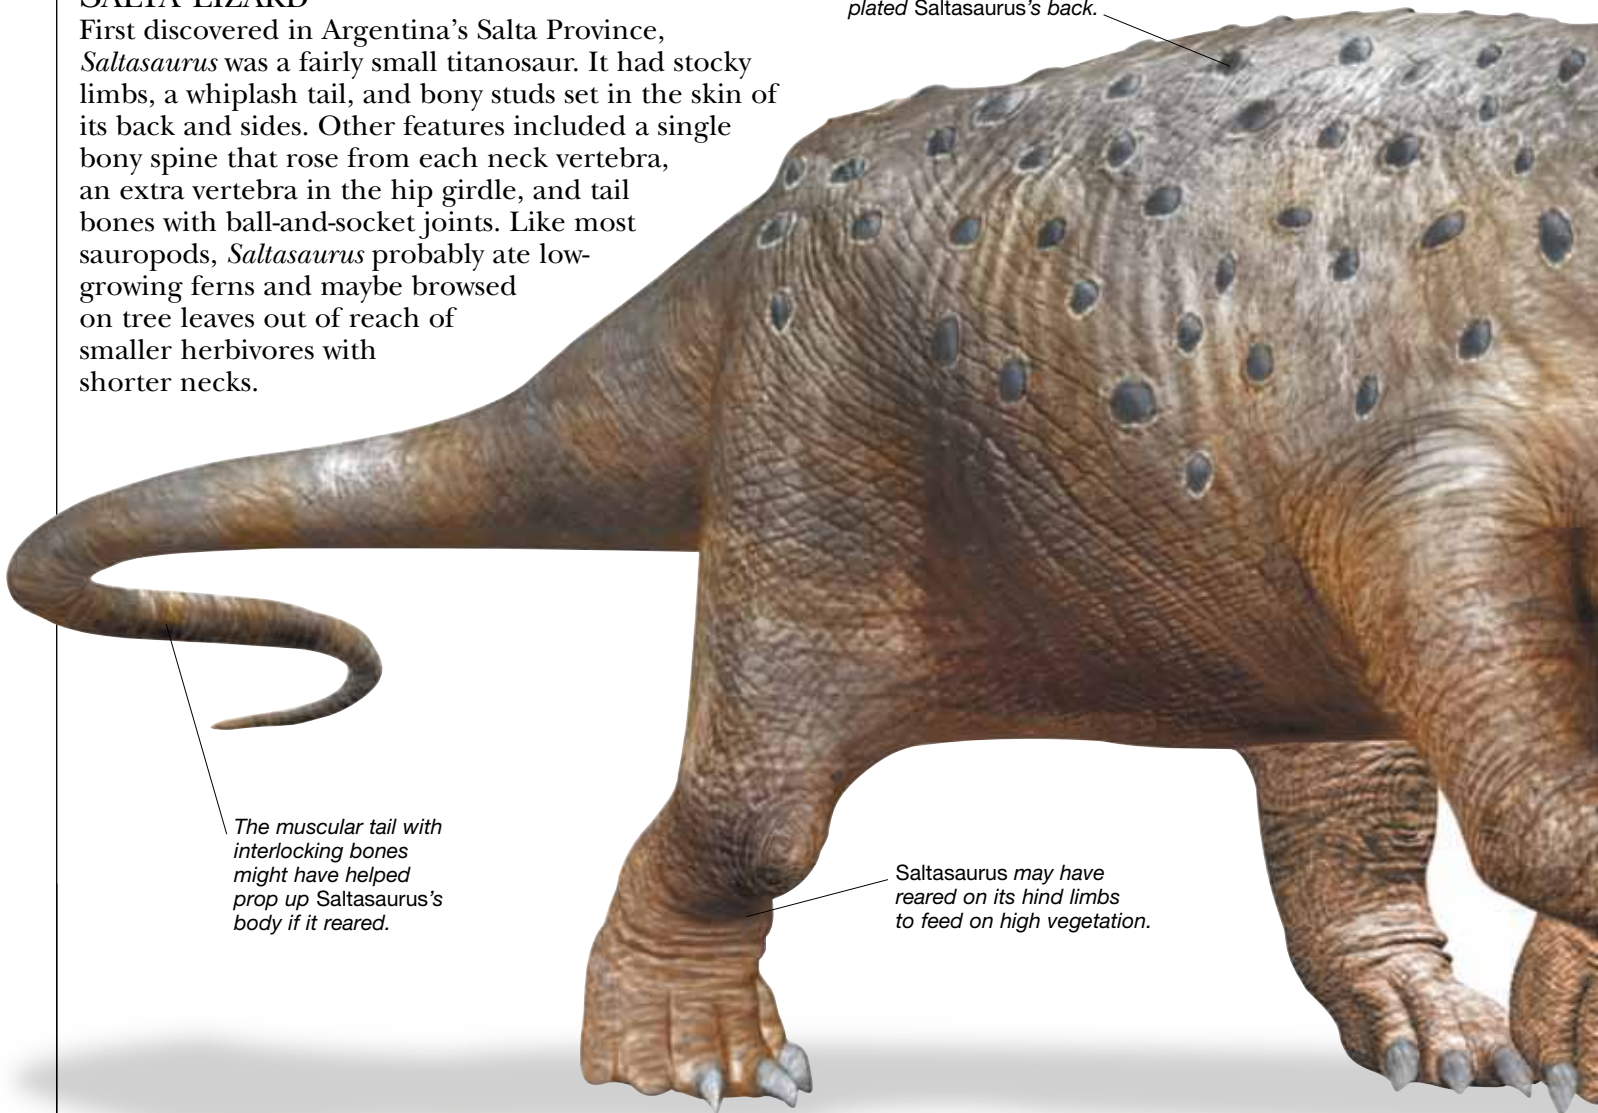 SALTA LIZARD
First discovered in Argentina’s Salta Province,
Saltasaurus was a fairly small titanosaur. It had stocky
limbs, a whiplash tail, and bony studs set in the skin of
its back and sides. Other features included a single
bony spine that rose from each neck vertebra,
an extra vertebra in the hip girdle, and tail
bones with ball-and-socket joints. Like most
sauropods, Saltasaurus probably ate low-
growing ferns and maybe browsed
on tree leaves out of reach of
smaller herbivores with
shorter necks.
plated Saltasaurus’s back.
The muscular tail with
interlocking bones
might have helped
prop up Saltasaurus’s
body if it reared.
Saltasaurus may have
reared on its hind limbs
to feed on high vegetation.